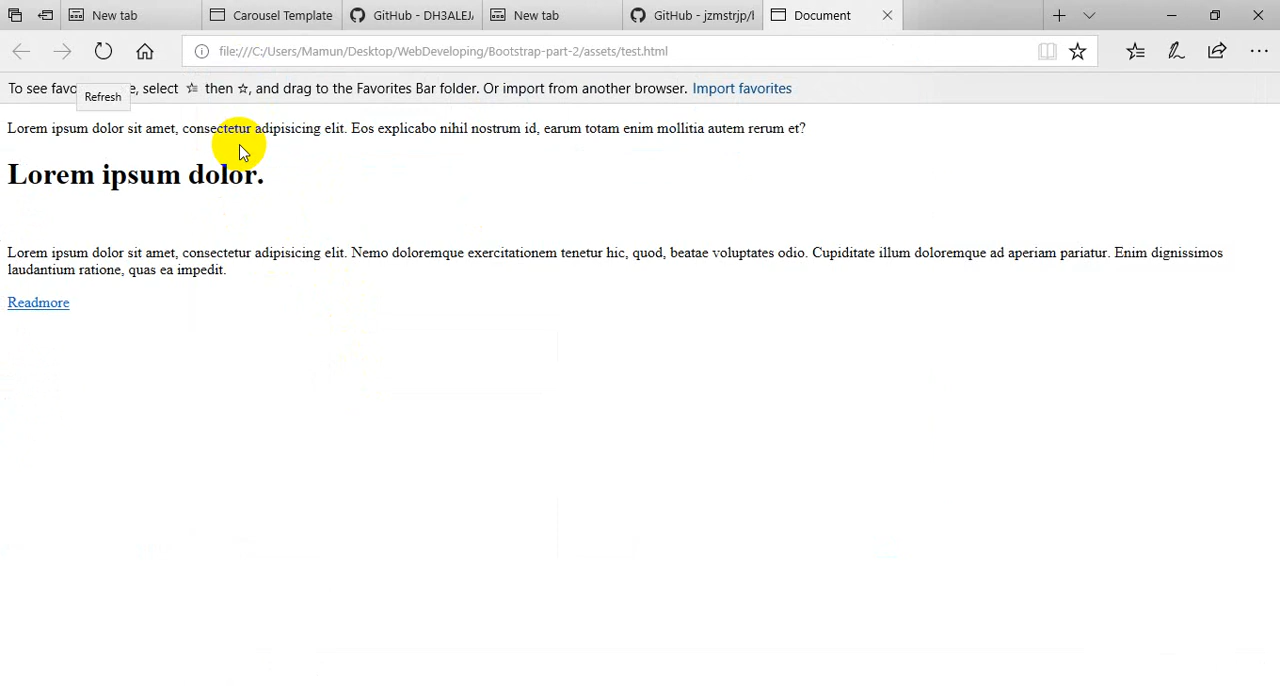 New tab
Carousel Template
GitHub - DH3ALEJA
New tab
GitHub - jzmstrjp/l
Document
file:///C:/Users/Mamun/Desktop/WebDeveloping/Bootstrap-part-2/assets/test.html
To see favo e, select then ☆, and drag to the Favorites Bar folder. Or import from another browser. Import favorites
Refresh
Lorem ipsum dolor sit amet, consectetur adipisicing elit. Eos explicabo nihil nostrum id, earum totam enim mollitia autem rerum et?
Lorem ipsum dolor.
Lorem ipsum dolor sit amet, consectetur adipisicing elit. Nemo doloremque exercitationem tenetur hic, quod, beatae voluptates odio. Cupiditate illum doloremque ad aperiam pariatur. Enim dignissimos
laudantium ratione, quas ea impedit.
Readmore